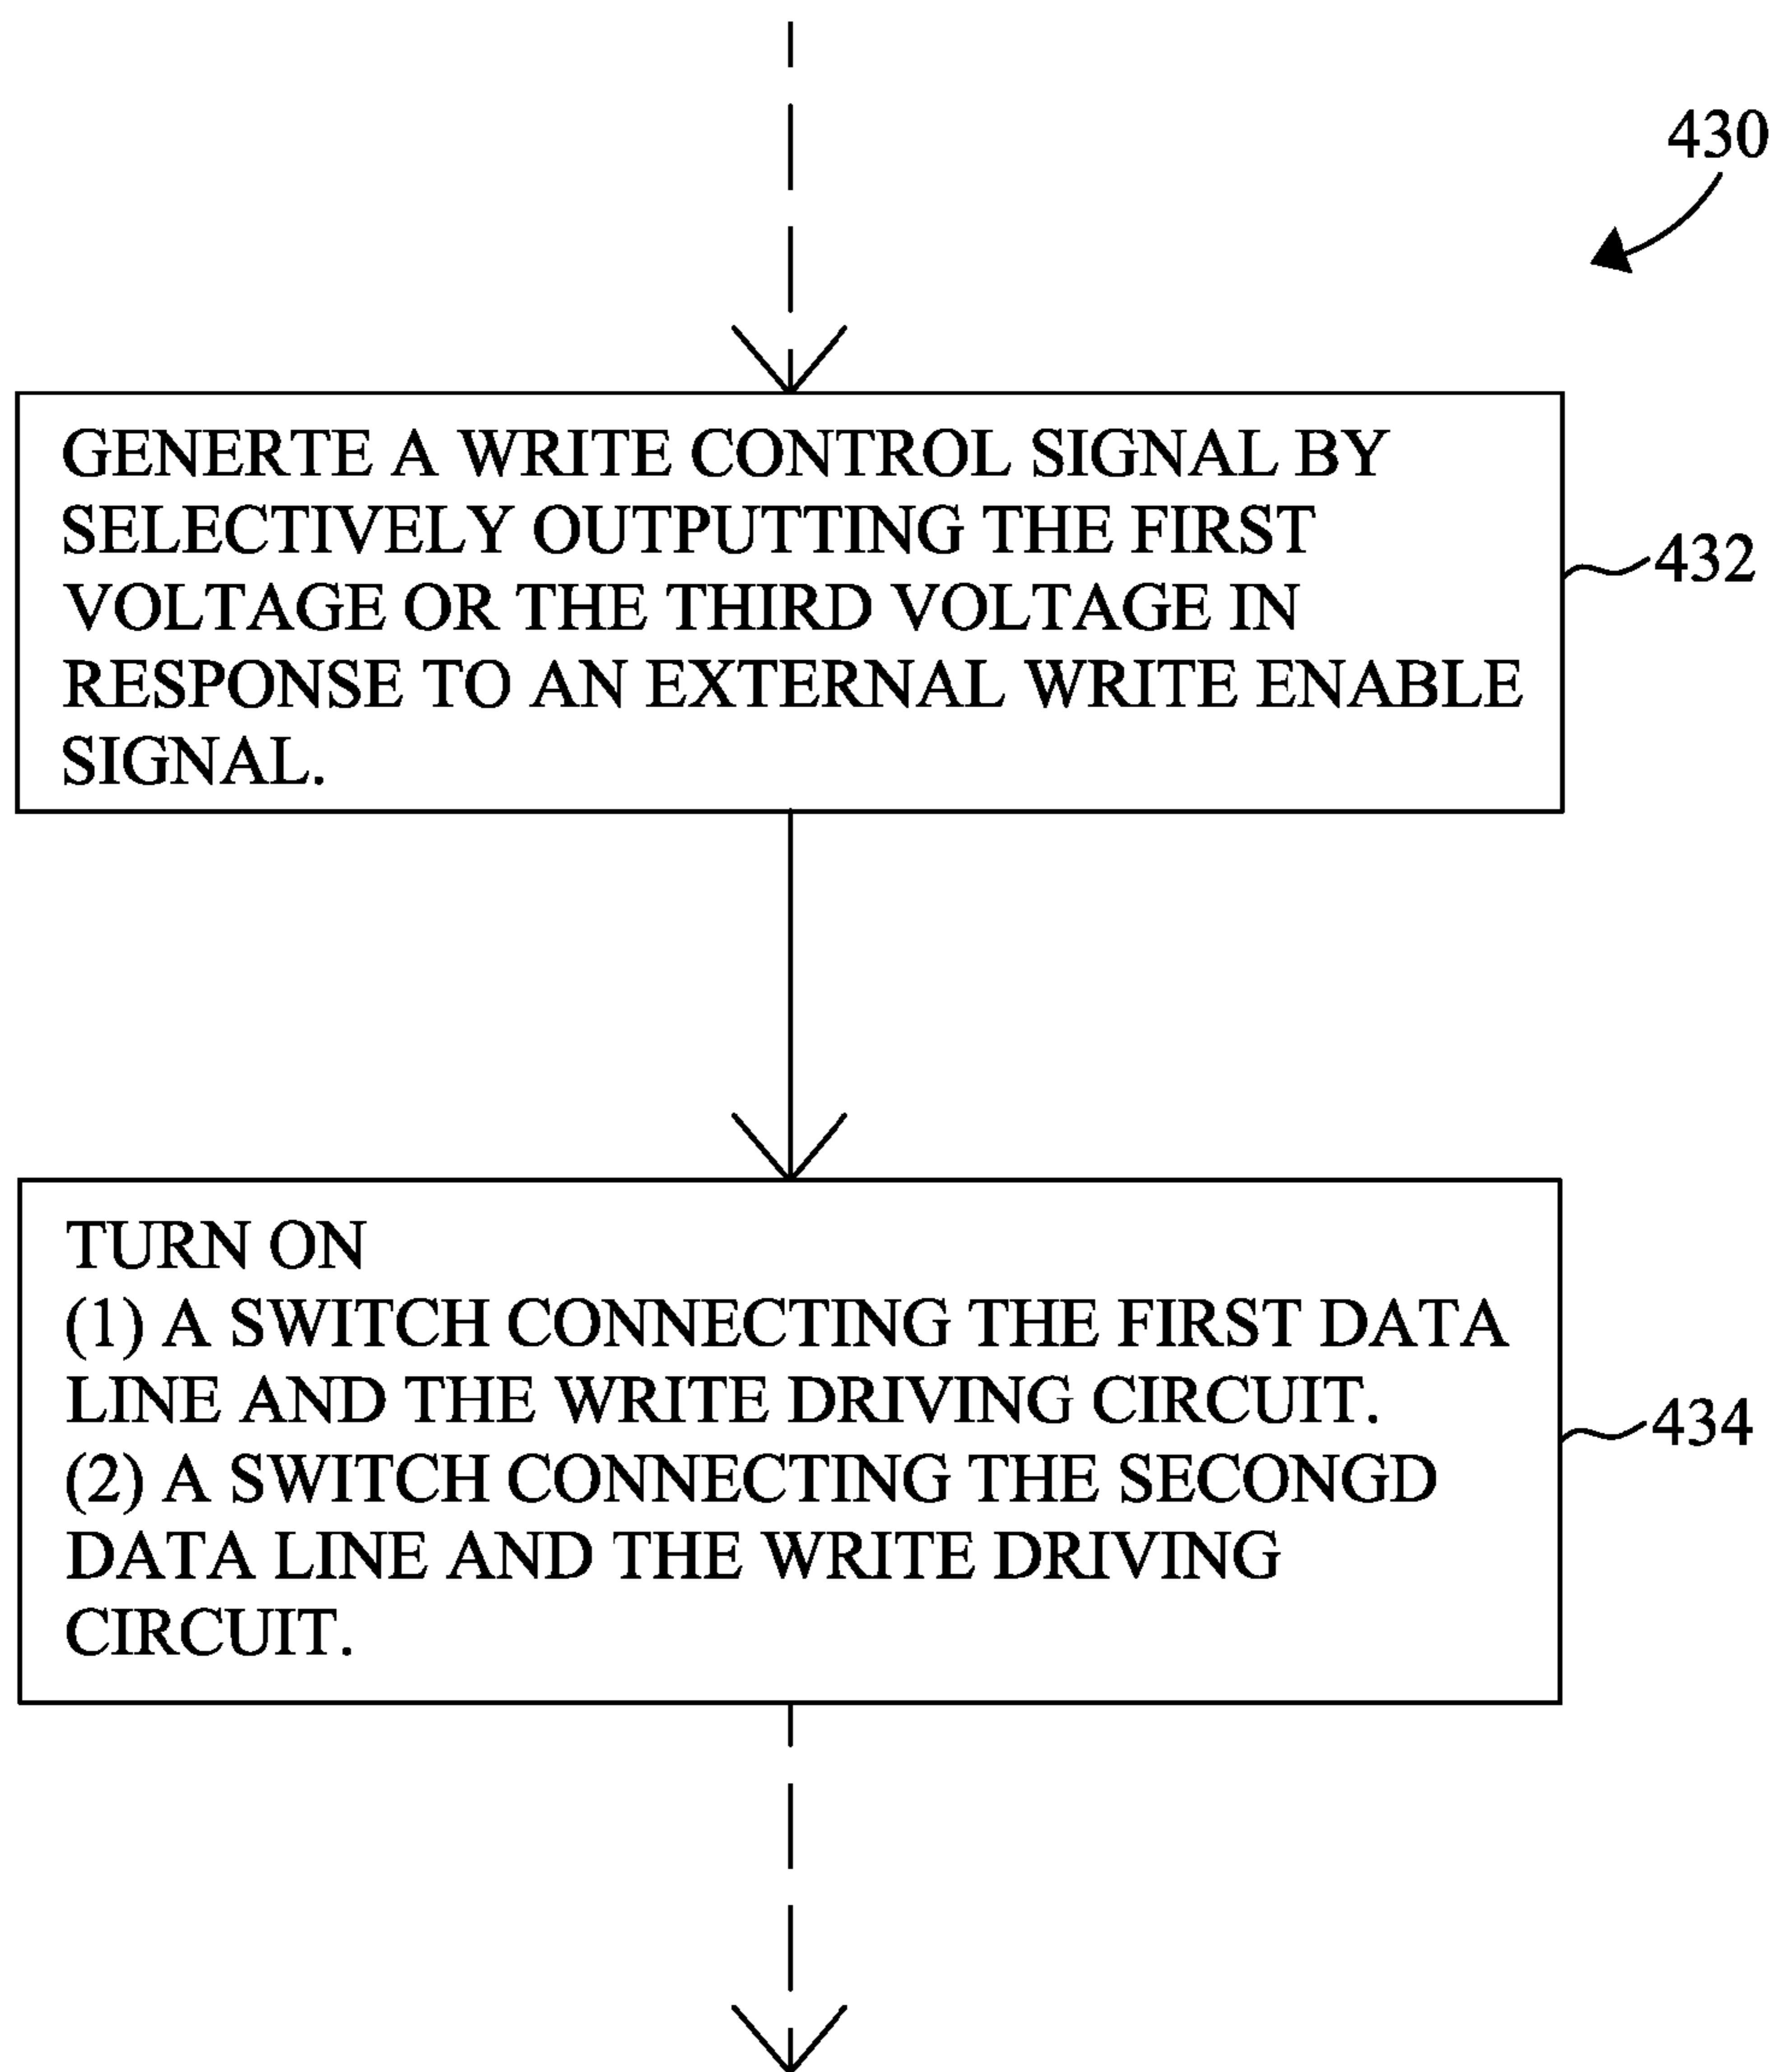 430
GENERTE A WRITE CONTROL SIGNAL BY
SELECTIVELY OUTPUTTING THE FIRST
VOLTAGE OR THE THIRD VOLTAGE IN
RESPONSE TO AN EXTERNAL WRITE ENABLE
SIGNAL.
432
TURN ON
(1) A SWITCH CONNECTING THE FIRST DATA
LINE AND THE WRITE DRIVING CIRCUIT.
(2) A SWITCH CONNECTING THE SECONGD
DATA LINE AND THE WRITE DRIVING
CIRCUIT.
434